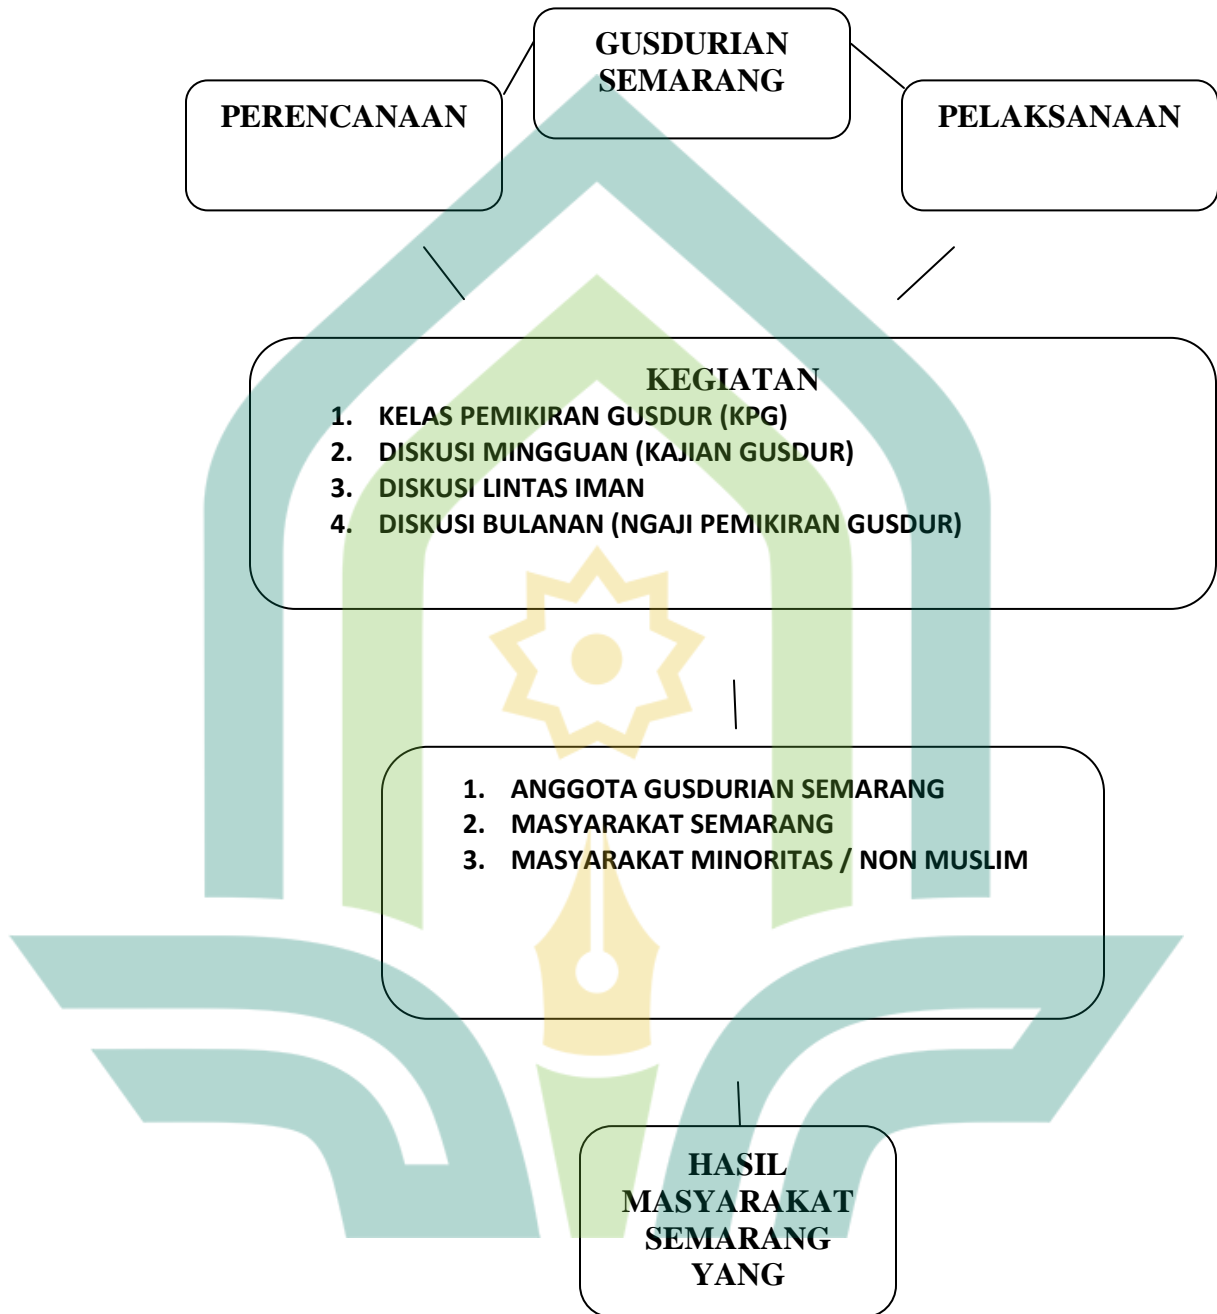 GUSDURIAN
SEMARANG
PERENCANAAN
PELAKSANAAN
KEGIATAN
1. KELAS PEMIKIRAN GUSDUR (KPG)
2. DISKUSI MINGGUAN (KAJIAN GUSDUR)
3. DISKUSI LINTAS IMAN
4. DISKUSI BULANAN (NGAJI PEMIKIRAN GUSDUR)
1. ANGGOTA GUSDURIAN SEMARANG
2. MASYARAKAT SEMARANG
3. MASYARAKAT MINORITAS / NON MUSLIM
HASIL
MASYARAKAT
SEMARANG
YANG